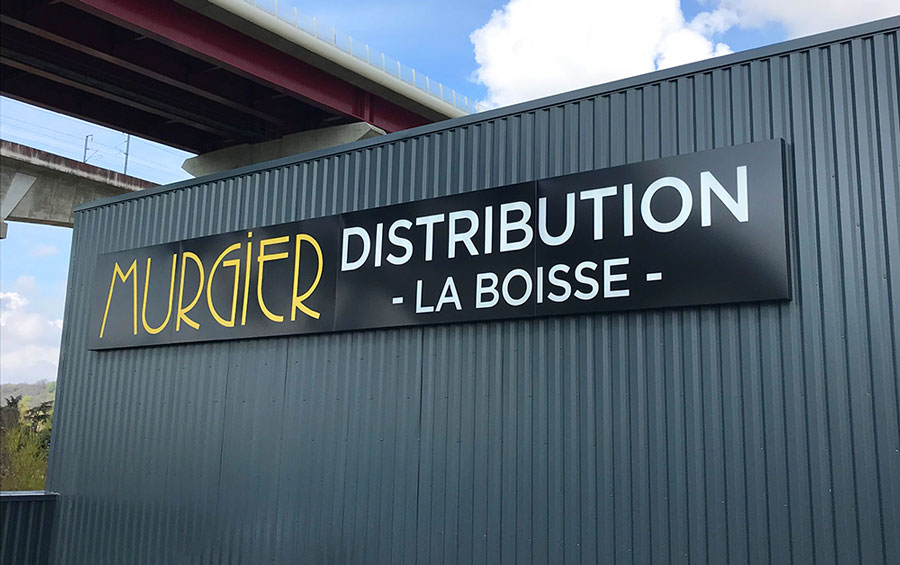 MURGiER DISTRIBUTION
- LA BOISSE -